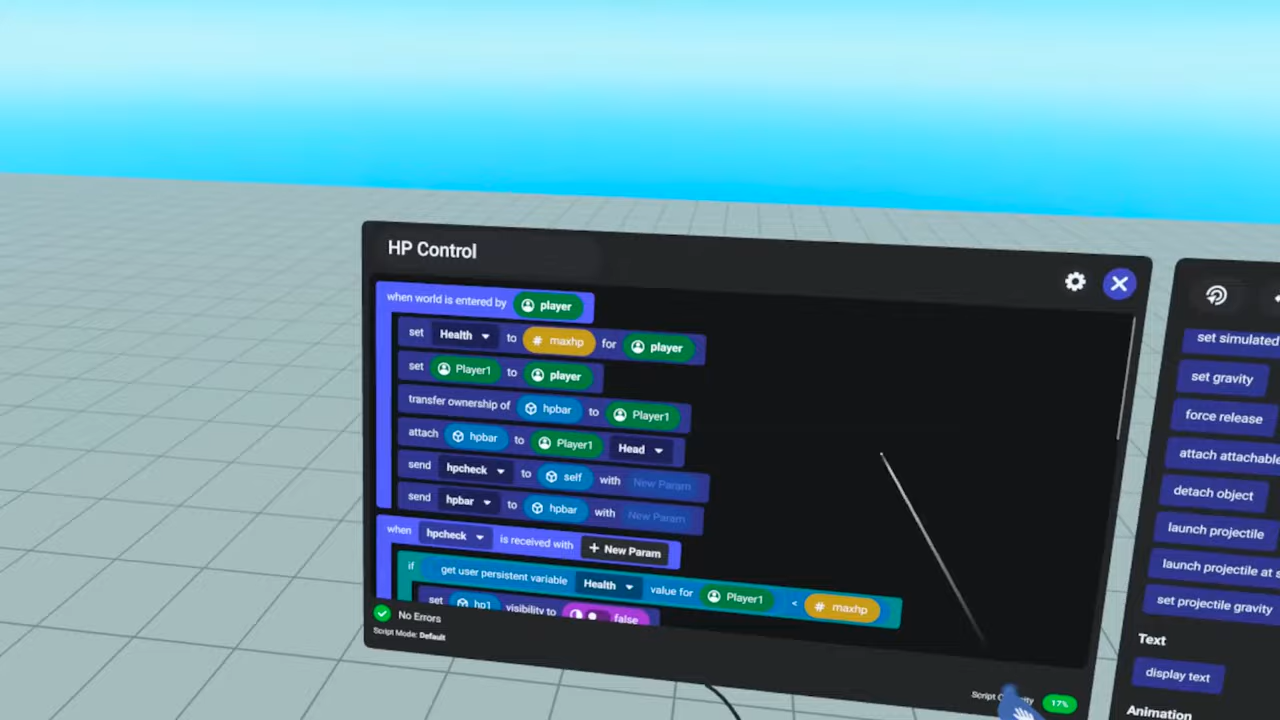 HP Control
when world is entered by player
set Health to # maxhp for player
set Player1 to player
transfer ownership of hpbar to Player1
attach hpbar to Player1 Head
send hpcheck to self with New Param
send hpbar to hpbar with New Param
when hpcheck is received with + New Param
if get user persistent variable Health value for Player1 < # maxhp
set hp1 visibility to false
No Errors
Script Mode: Default
17%
set simulated
set gravity
force release
attach attachable
detach object
launch projectile
launch projectile at s
set projectile gravity
Text
display text
Animation